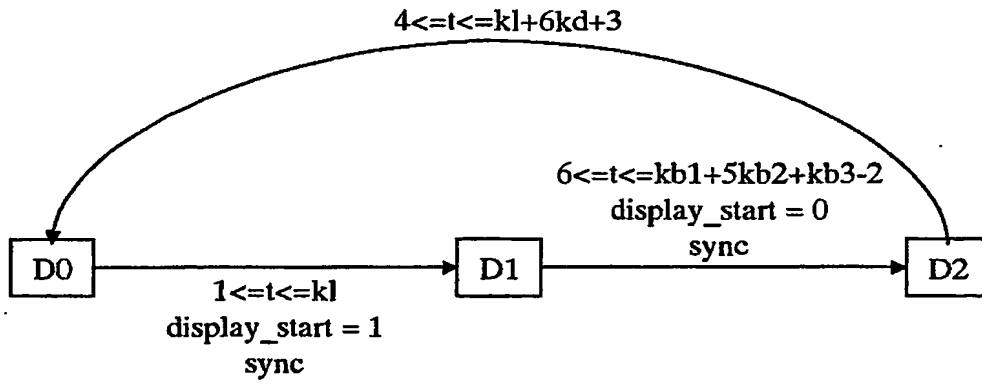 4<=t<=kl+6kd+3
6<=t<=kb1+5kb2+kb3-2
display_start = 0
sync
D0
D1
D2
1<=t<=kl
display_start = 1
sync